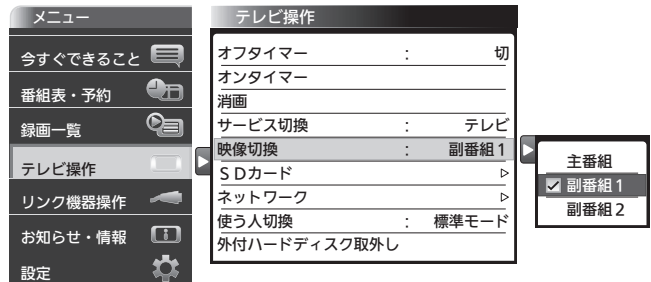 メニュー
今すぐできること
番組表・予約
録画一覧
テレビ操作
リンク機器操作
お知らせ・情報
設定
テレビ操作
オフタイマー : 切
オンタイマー
消画
サービス切換 : テレビ
映像切換 : 副番組1
SDカード
ネットワーク
使う人切換 : 標準モード
外付ハードディスク取外し
主番組
副番組1
副番組2